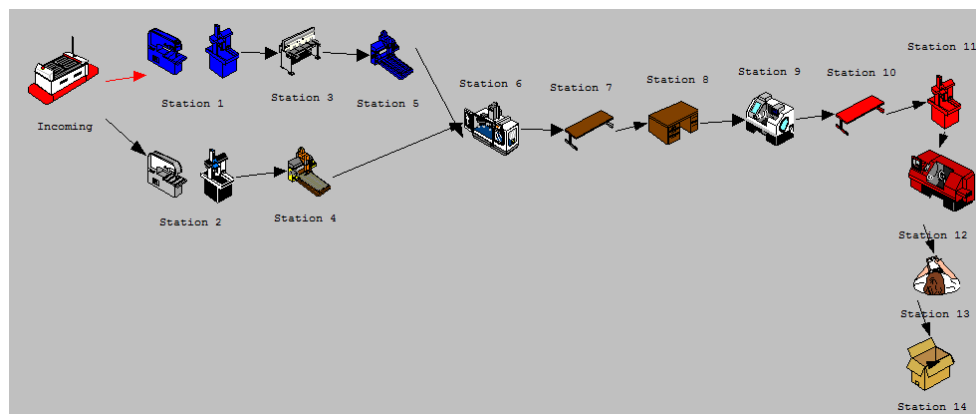 Incoming
Station 1
Station 2
Station 3
Station 4
Station 5
Station 6
Station 7
Station 8
Station 9
Station 10
Station 11
Station 12
Station 13
Station 14